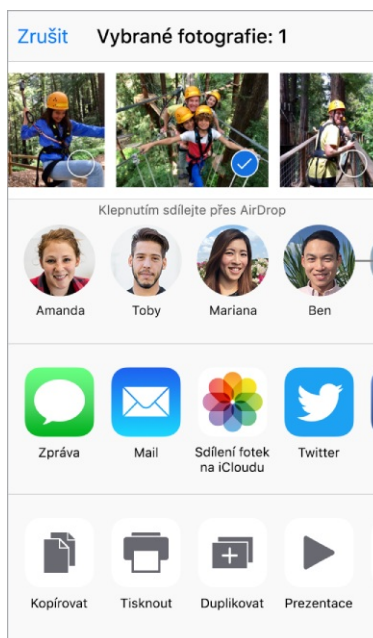 Zrušit Vybrané fotografie: 1
Klepnutím sdílejte přes AirDrop
Amanda Toby Mariana Ben
Zpráva Mail Sdílení fotek na iCloudu Twitter
Kopírovat Tisknout Duplikovat Prezentace